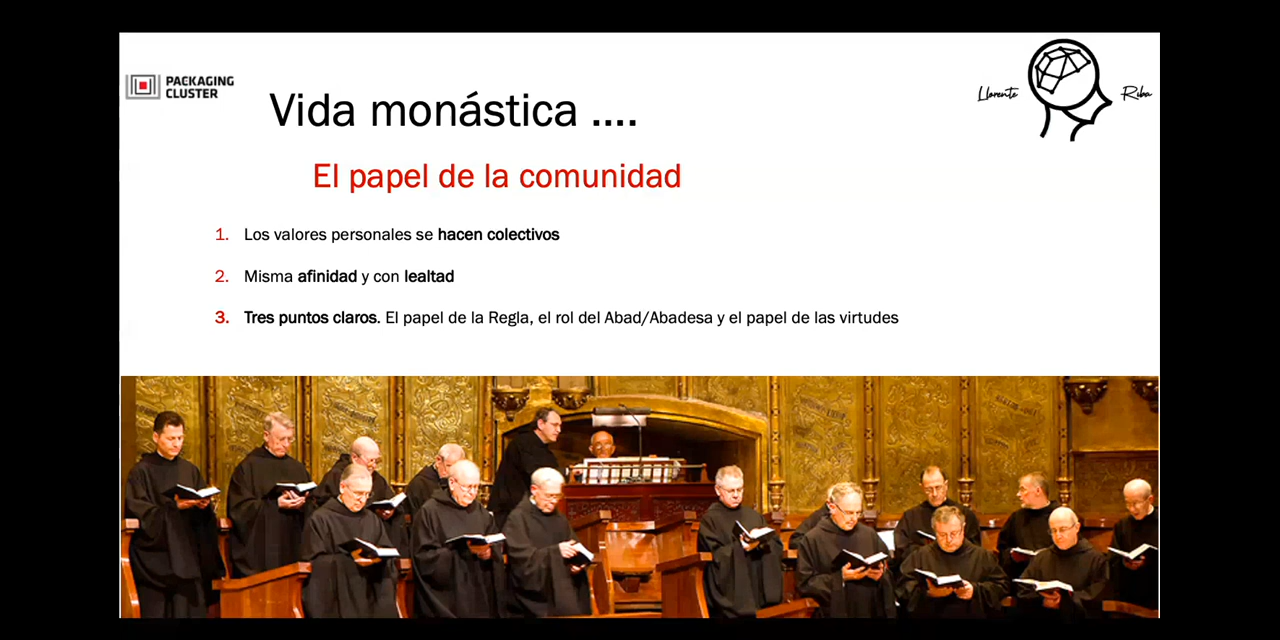 PACKAGING
CLUSTER
Llorente
Riba
Vida monástica ....
El papel de la comunidad
1. Los valores personales se hacen colectivos
2. Misma afinidad y con lealtad
3. Tres puntos claros. El papel de la Regla, el rol del Abad/Abadesa y el papel de las virtudes